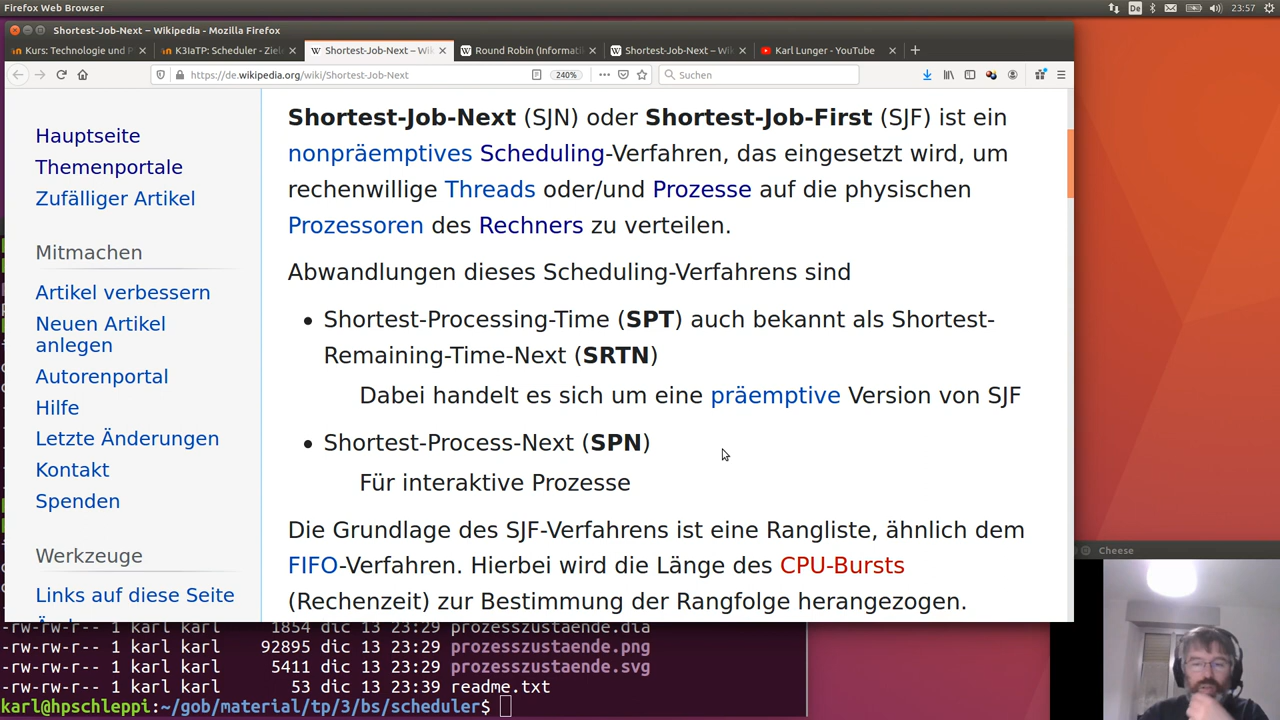 Firefox Web Browser
De
23:57
Shortest-Job-Next – Wikipedia - Mozilla Firefox
Kurs: Technologie und P
K3IaTP: Scheduler - Ziele
Shortest-Job-Next – Wik
Round Robin (Informati
Shortest-Job-Next – Wi
Karl Lunger - YouTube
https://de.wikipedia.org/wiki/Shortest-Job-Next
240%
Suchen
Hauptseite
Themenportale
Zufälliger Artikel
Mitmachen
Artikel verbessern
Neuen Artikel
anlegen
Autorenportal
Hilfe
Letzte Änderungen
Kontakt
Spenden
Werkzeuge
Links auf diese Seite
Shortest-Job-Next (SJN) oder Shortest-Job-First (SJF) ist ein
nonpräemptives Scheduling-Verfahren, das eingesetzt wird, um
rechenwillige Threads oder/und Prozesse auf die physischen
Prozessoren des Rechners zu verteilen.
Abwandlungen dieses Scheduling-Verfahrens sind
• Shortest-Processing-Time (SPT) auch bekannt als Shortest-
Remaining-Time-Next (SRTN)
Dabei handelt es sich um eine präemptive Version von SJF
• Shortest-Process-Next (SPN)
Für interaktive Prozesse
Die Grundlage des SJF-Verfahrens ist eine Rangliste, ähnlich dem
FIFO-Verfahren. Hierbei wird die Länge des CPU-Bursts
(Rechenzeit) zur Bestimmung der Rangfolge herangezogen.
Cheese
-rw-rw-r-- 1 karl karl 1854 dic 13 23:29 prozesszustaende.dia
-rw-rw-r-- 1 karl karl 92895 dic 13 23:29 prozesszustaende.png
-rw-rw-r-- 1 karl karl 5411 dic 13 23:29 prozesszustaende.svg
-rw-rw-r-- 1 karl karl 53 dic 13 23:39 readme.txt
karl@hpschleppi:~/gob/material/tp/3/bs/scheduler$